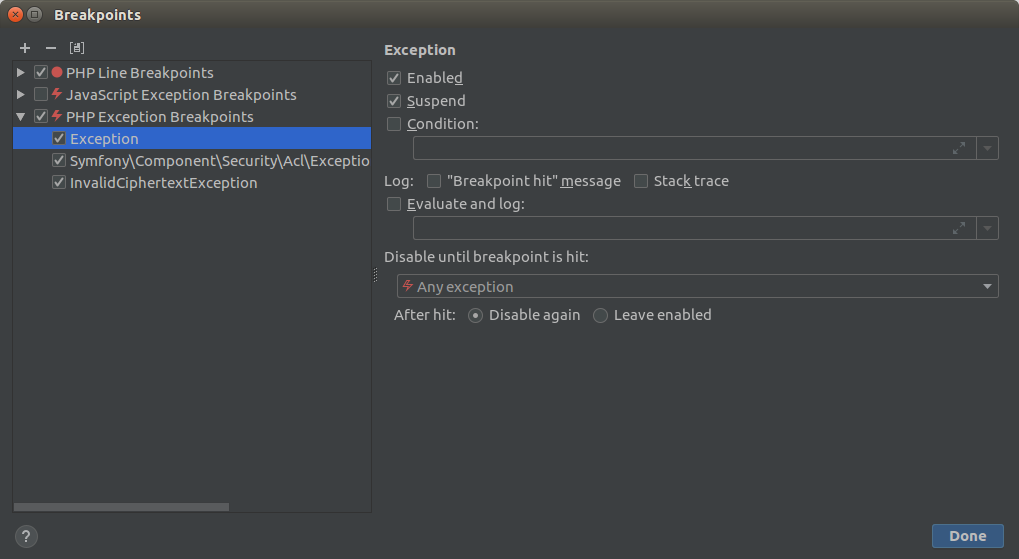 Breakpoints
PHP Line Breakpoints
JavaScript Exception Breakpoints
PHP Exception Breakpoints
Exception
Symfony\Component\Security\Acl\Exceptio
InvalidCiphertextException
Exception
Enabled
Suspend
Condition:
Log: "Breakpoint hit" message Stack trace
Evaluate and log:
Disable until breakpoint is hit:
Any exception
After hit: Disable again Leave enabled
?
Done